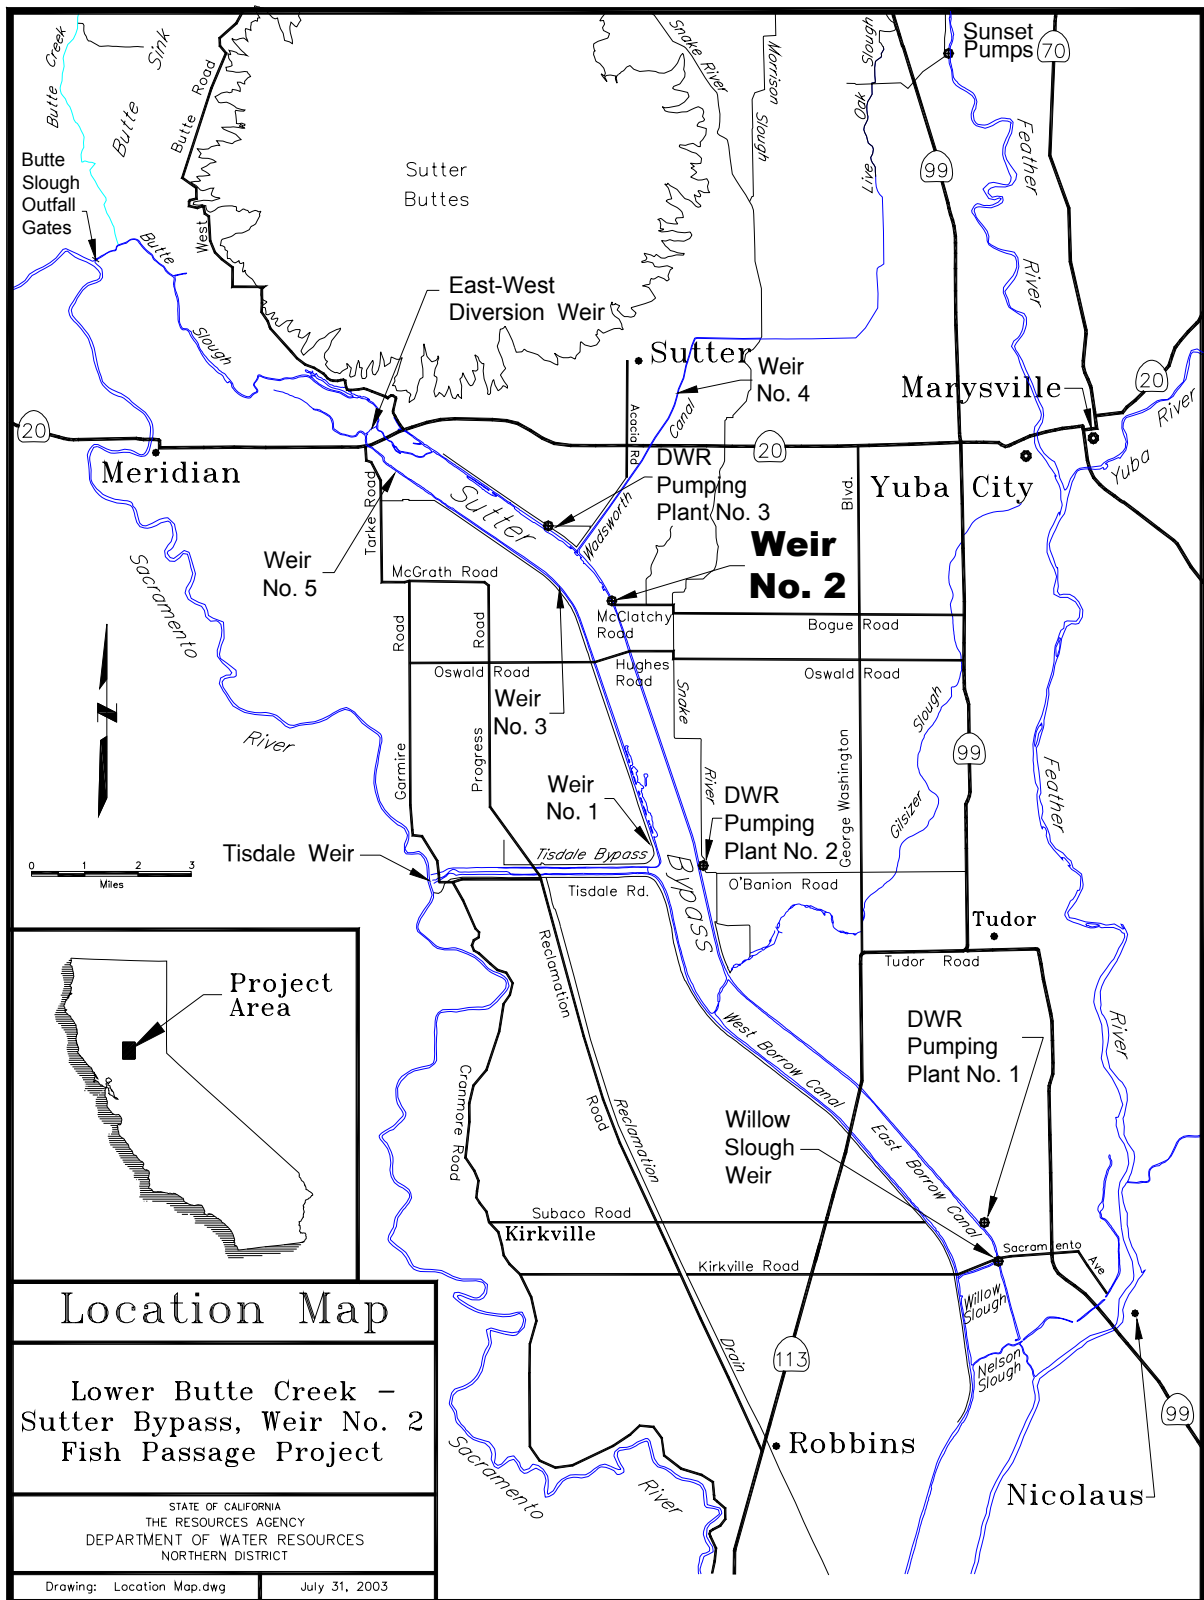 Butte Creek
Sink
Butte
Butte Road
West
Snake River
Morrison Slough
Live Oak Slough
Sunset
Pumps
70
Feather
River
99
Sutter
Buttes
Butte
Slough
Outfall
Gates
Butte
Slough
East-West
Diversion Weir
Sutter
Weir
No. 4
Marysville
20
River
Yuba
20
Meridian
Acacia Rd
Canal
Wadsworth
20
DWR
Pumping
Plant No. 3
Blvd.
Yuba City
Sutter
Tarke Road
Weir
No. 5
Weir
No. 2
Sacramento
River
McGrath Road
McClatchy
Road
Bogue Road
Road
Road
Oswald Road
Hughes
Road
Oswald Road
Weir
No. 3
Snake
River
Slough
Gilsizer
99
Feather
River
Garmire
Progress
George Washington
Weir
No. 1
DWR
Pumping
Plant No. 2
Tisdale Weir
Tisdale Bypass
Tisdale Rd.
Bypass
O'Banion Road
N
0 1 2 3
Miles
Tudor
Tudor Road
Reclamation
Road
Reclamation
Drain
Project
Area
West Borrow Canal
East Borrow Canal
DWR
Pumping
Plant No. 1
Cranmore Road
Willow
Slough
Weir
Subaco Road
Kirkville
Kirkville Road
Sacramento
Ave
Willow
Slough
Nelson
Slough
113
99
Robbins
Nicolaus
Sacramento
River
Location Map
Lower Butte Creek –
Sutter Bypass, Weir No. 2
Fish Passage Project
STATE OF CALIFORNIA
THE RESOURCES AGENCY
DEPARTMENT OF WATER RESOURCES
NORTHERN DISTRICT
Drawing: Location Map.dwg
July 31, 2003